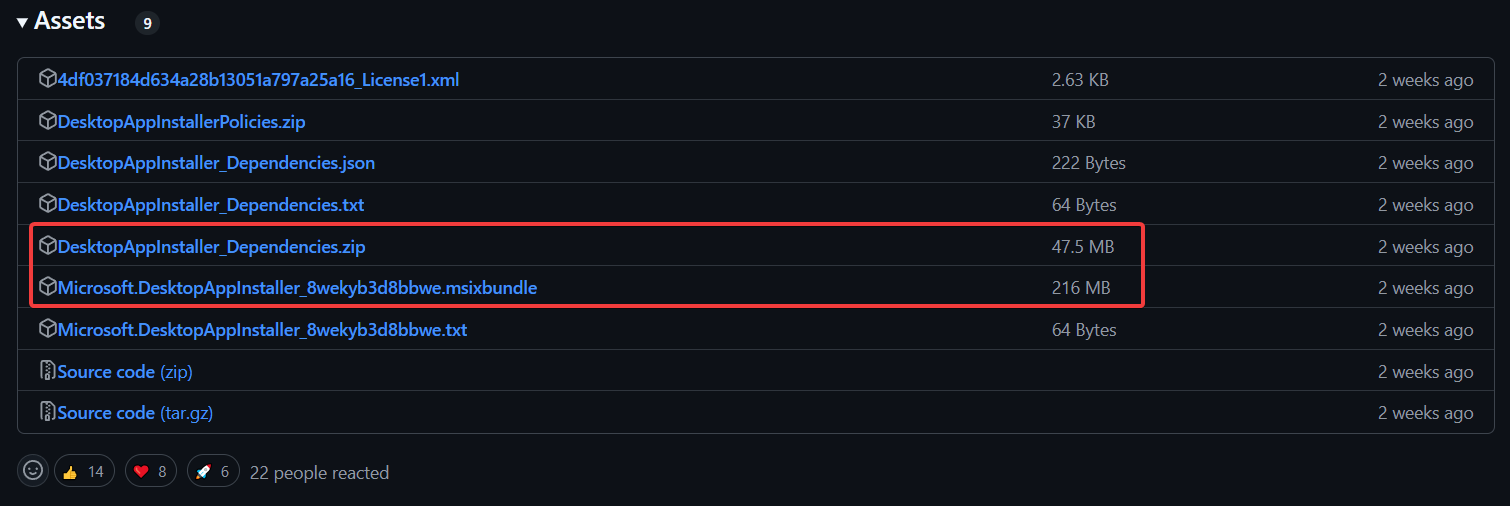 Assets 9
4df037184d634a28b13051a797a25a16_License1.xml 2.63 KB 2 weeks ago
DesktopAppInstallerPolicies.zip 37 KB 2 weeks ago
DesktopAppInstaller_Dependencies.json 222 Bytes 2 weeks ago
DesktopAppInstaller_Dependencies.txt 64 Bytes 2 weeks ago
DesktopAppInstaller_Dependencies.zip 47.5 MB 2 weeks ago
Microsoft.DesktopAppInstaller_8wekyb3d8bbwe.msixbundle 216 MB 2 weeks ago
Microsoft.DesktopAppInstaller_8wekyb3d8bbwe.txt 64 Bytes 2 weeks ago
Source code (zip) 2 weeks ago
Source code (tar.gz) 2 weeks ago
14 8 6 22 people reacted